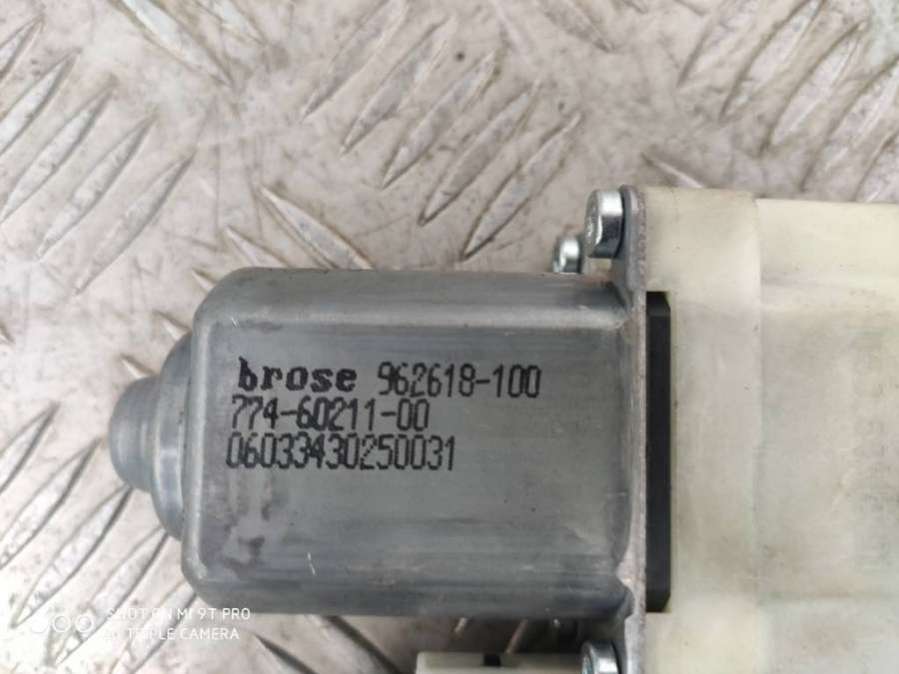 brose 962618-100
774-60211-00
06033430250031
SHOT ON MI 9T PRO
AI TRIPLE CAMERA